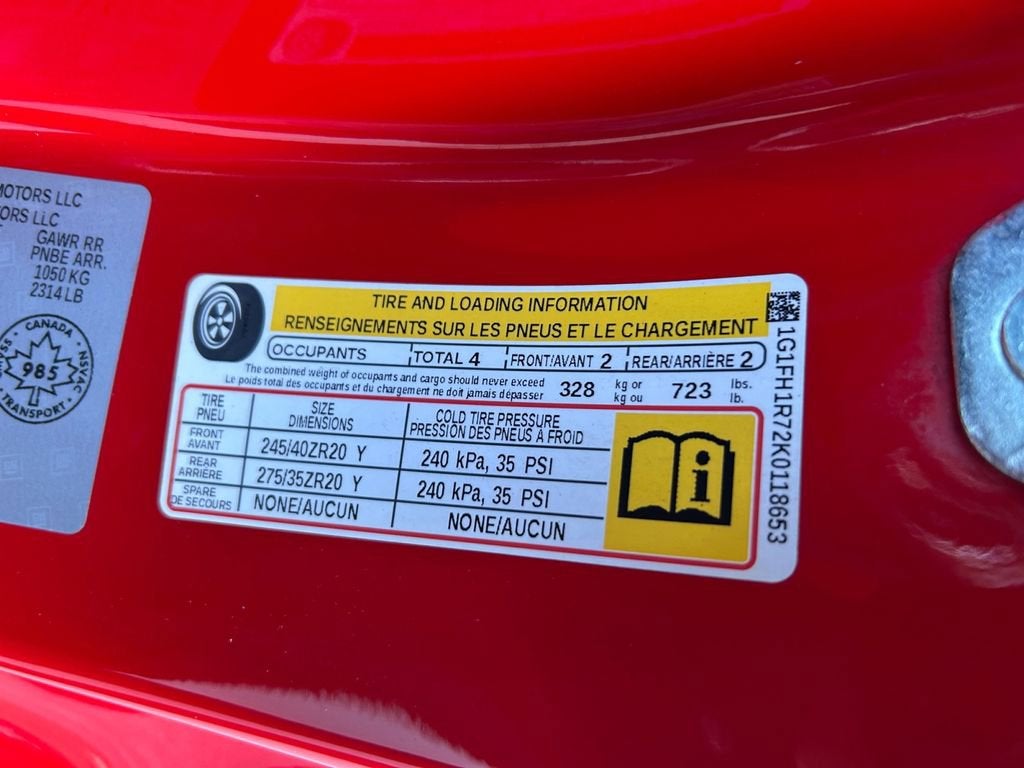 MOTORS LLC
ORS LLC
GAWR RR
PNBE ARR.
1050 KG
2314 LB
CANADA
985
TRANSPORT
NSVAC
TIRE AND LOADING INFORMATION
RENSEIGNEMENTS SUR LES PNEUS ET LE CHARGEMENT
OCCUPANTS TOTAL 4 FRONT/AVANT 2 REAR/ARRIÈRE 2
The combined weight of occupants and cargo should never exceed 328 kg or 723 lbs.
Le poids total des occupants et du chargement ne doit jamais dépasser kg ou lb.
TIRE SIZE COLD TIRE PRESSURE
PNEU DIMENSIONS PRESSION DES PNEUS À FROID
FRONT
AVANT 245/40ZR20 Y 240 kPa, 35 PSI
REAR
ARRIÈRE 275/35ZR20 Y 240 kPa, 35 PSI
SPARE
DE SECOURS NONE/AUCUN NONE/AUCUN
i
1G1FH1R72K0118653